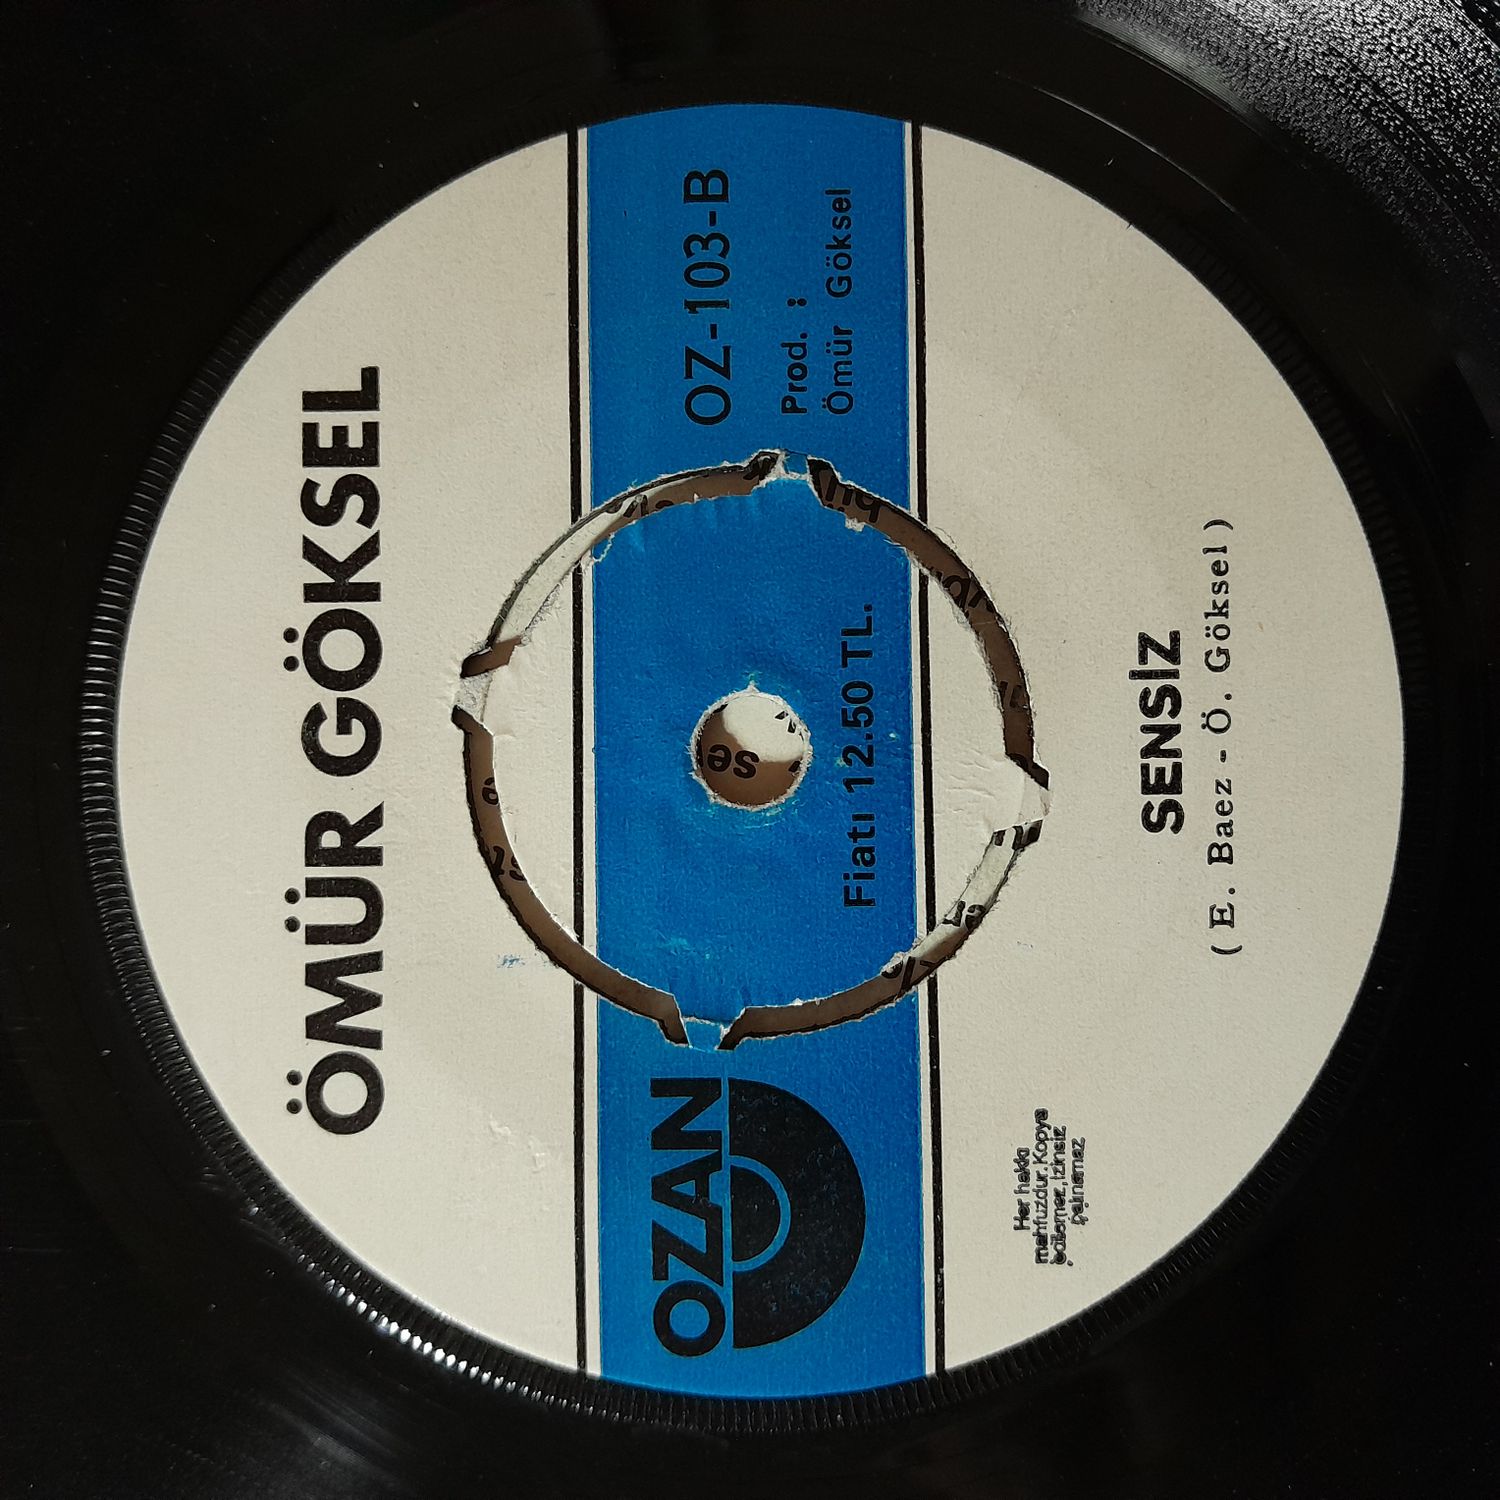 ÖMÜR GÖKSEL
OZAN
OZ-103-B
Prod. :
Ömür Göksel
Fiatı 12.50 TL.
Her hakkı
mahfuzdur. Kopya
edilemez, izinsiz
çalınamaz
SENSİZ
( E. Baez - Ö. Göksel )